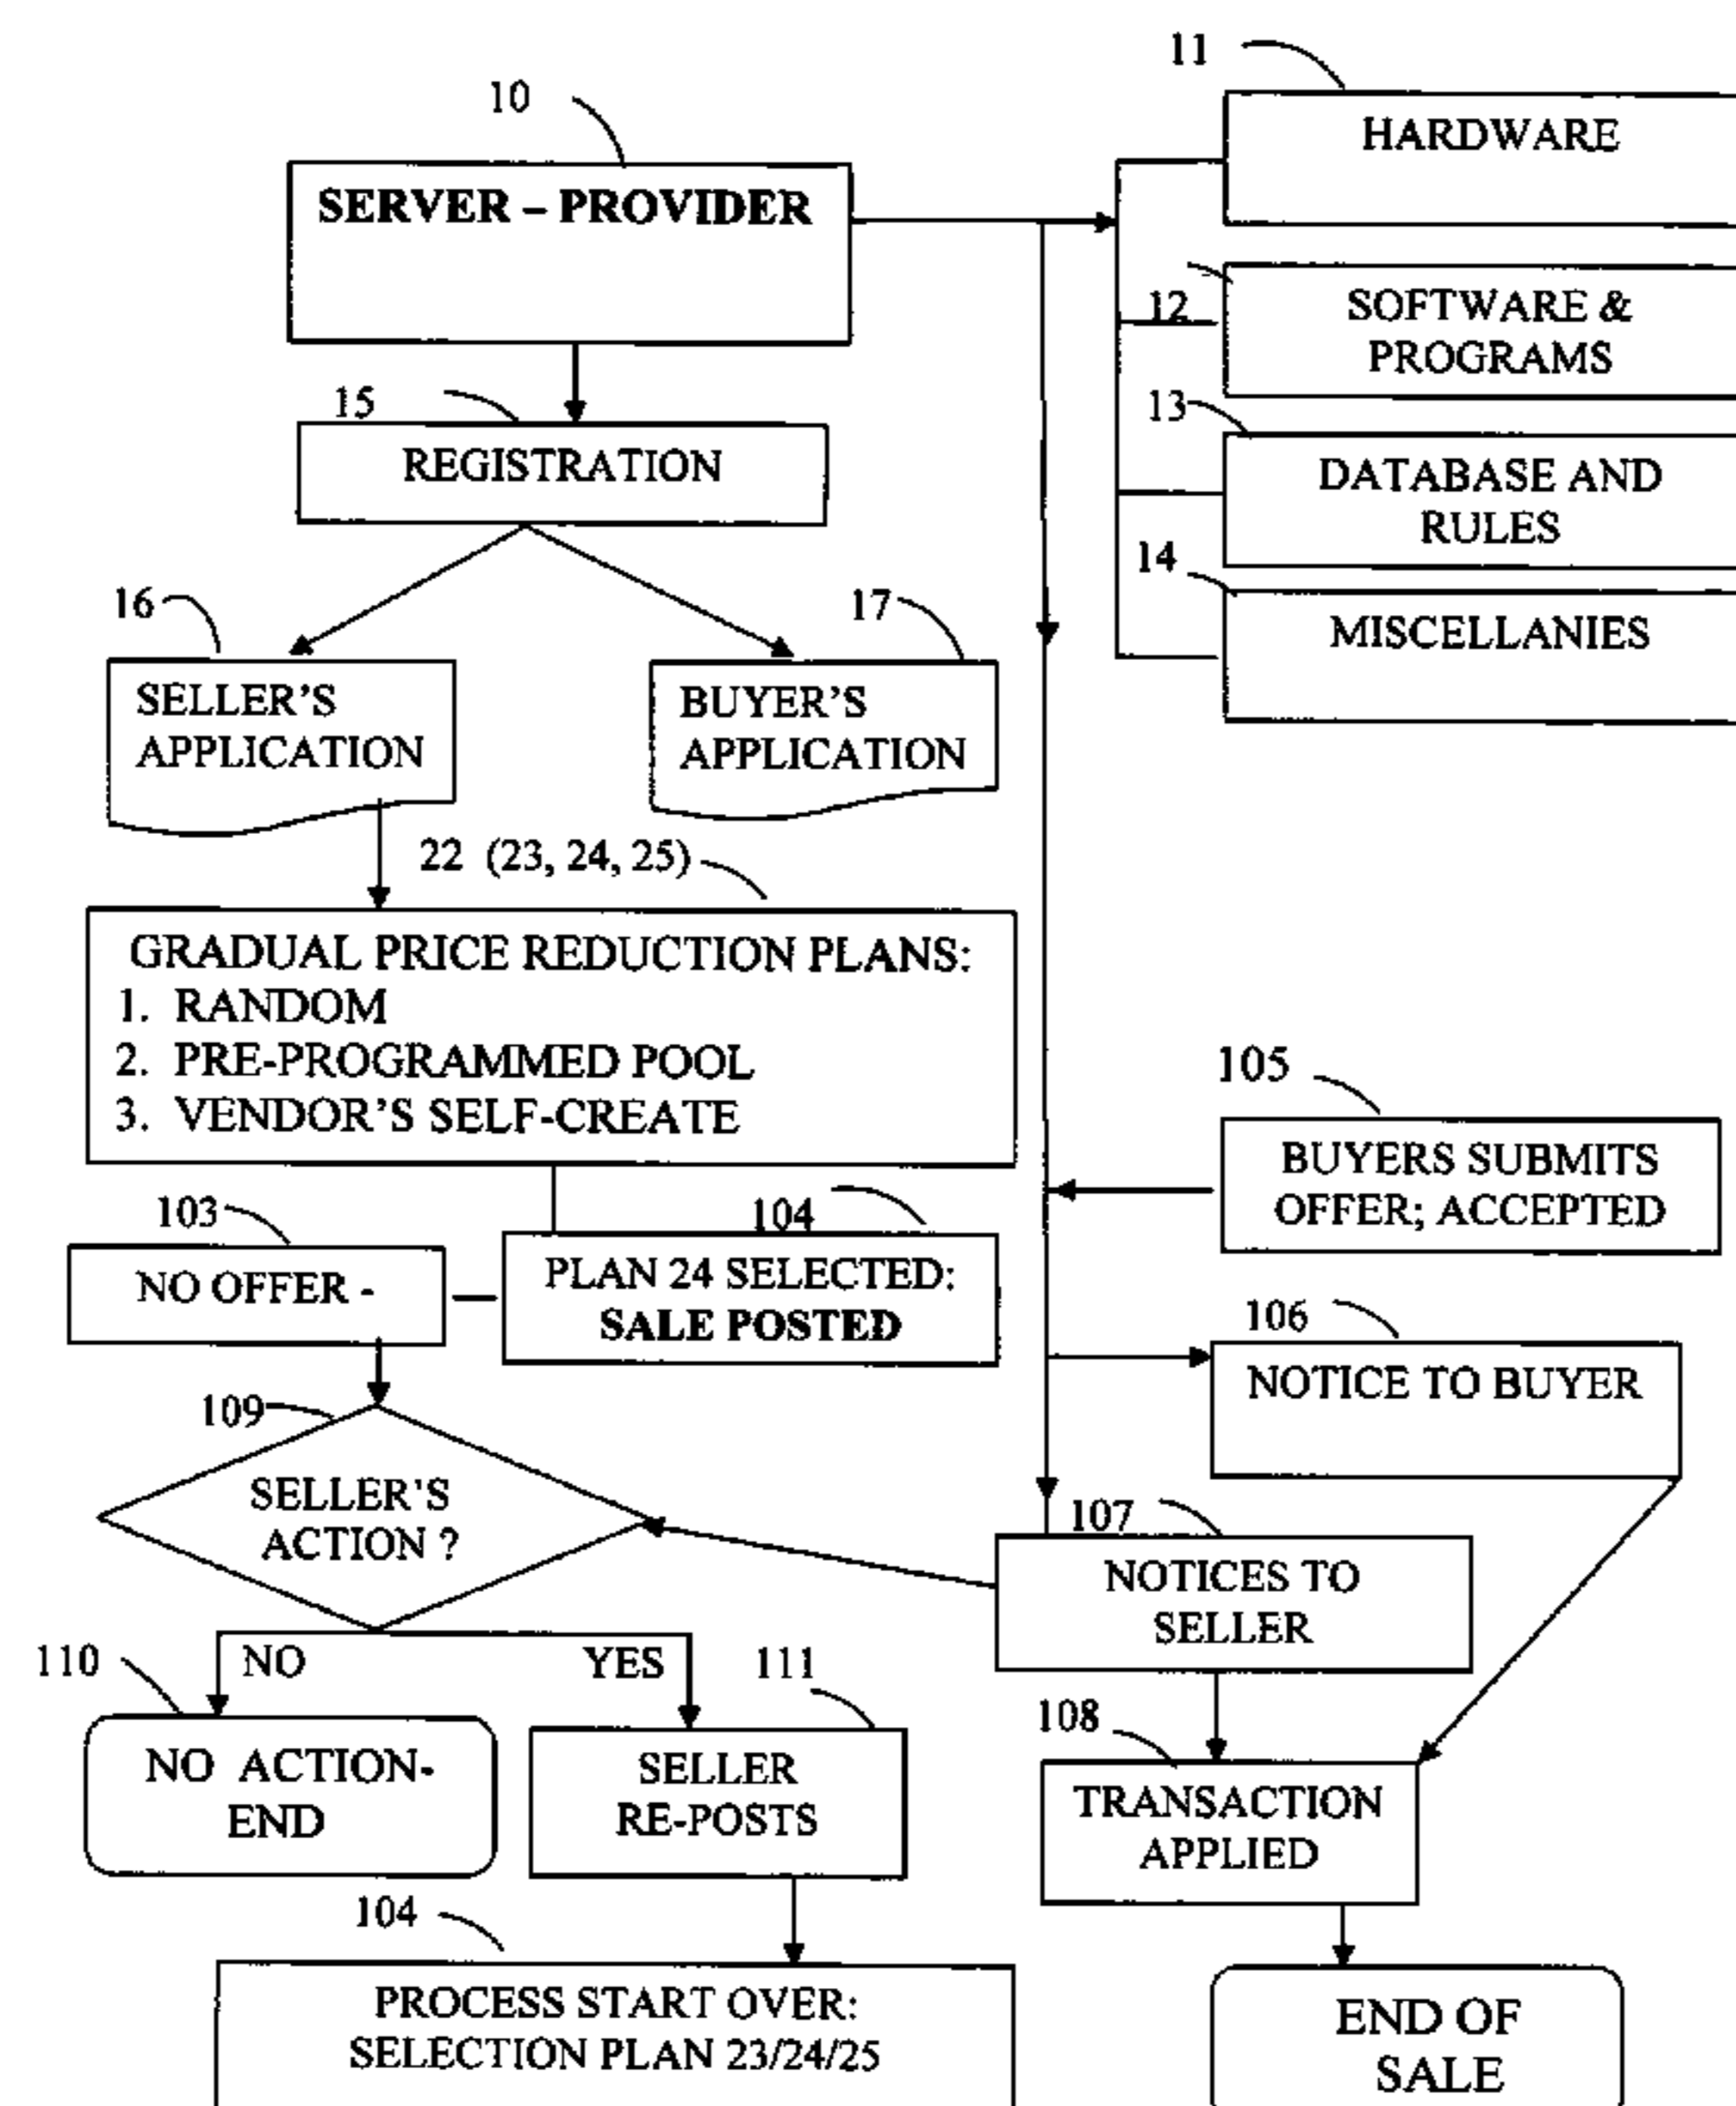 11
10
HARDWARE
SERVER – PROVIDER
12
SOFTWARE &
PROGRAMS
15
13
REGISTRATION
DATABASE AND
RULES
14
16
17
MISCELLANIES
SELLER'S
APPLICATION
BUYER'S
APPLICATION
22 (23, 24, 25)
GRADUAL PRICE REDUCTION PLANS:
1. RANDOM
2. PRE-PROGRAMMED POOL
3. VENDOR'S SELF-CREATE
105
BUYERS SUBMITS
OFFER; ACCEPTED
103
104
NO OFFER -
PLAN 24 SELECTED:
SALE POSTED
106
NOTICE TO BUYER
109
SELLER'S
ACTION ?
107
NOTICES TO
SELLER
110
NO
YES
111
108
NO ACTION-
END
SELLER
RE-POSTS
TRANSACTION
APPLIED
104
PROCESS START OVER:
SELECTION PLAN 23/24/25
END OF
SALE